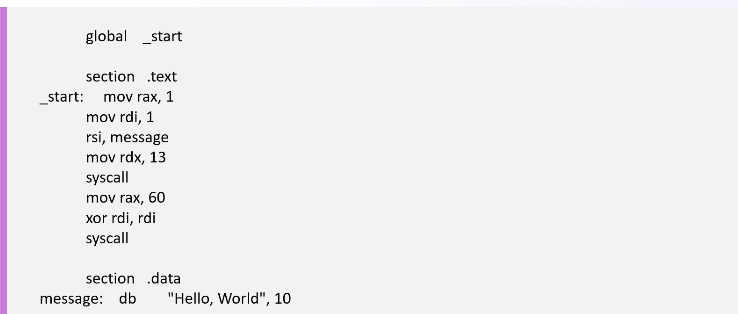 global _start
section .text
_start: mov rax, 1
mov rdi, 1
rsi, message
mov rdx, 13
syscall
mov rax, 60
xor rdi, rdi
syscall
section .data
message: db "Hello, World", 10